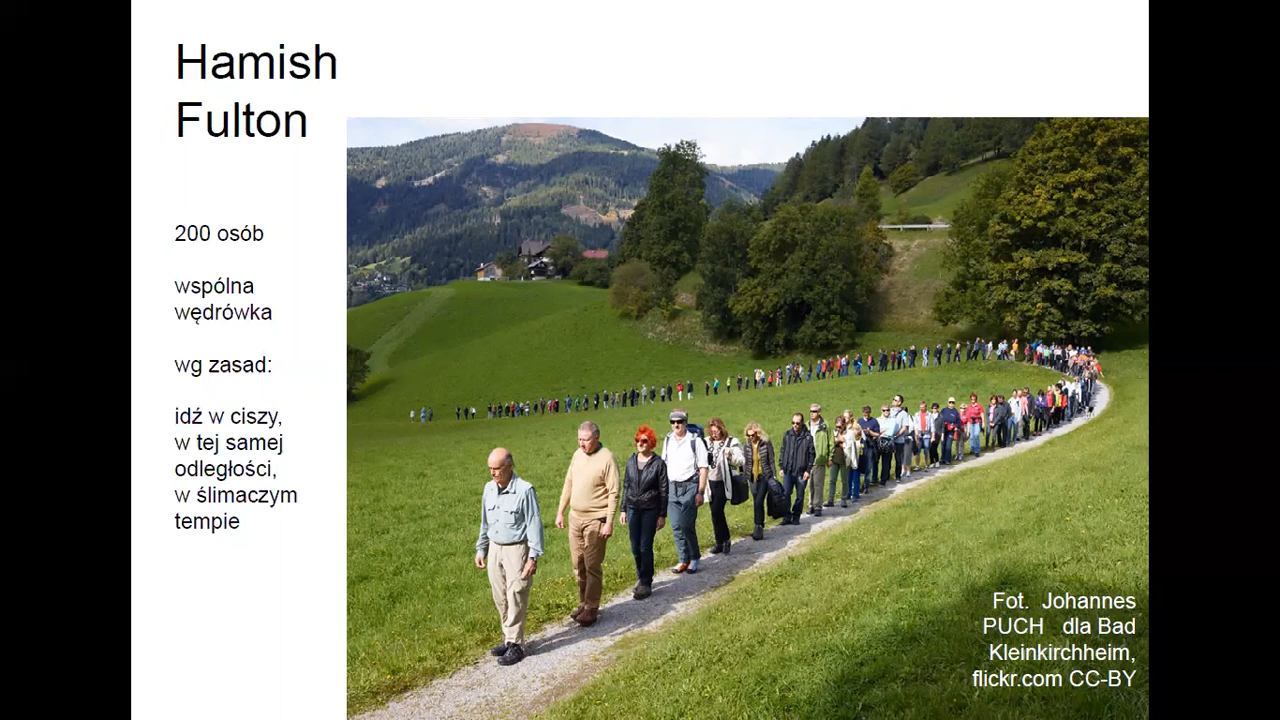 Hamish
Fulton
200 osób
wspólna
wędrówka
wg zasad:
idź w ciszy,
w tej samej
odległości,
w ślimaczym
tempie
Fot. Johannes
PUCH dla Bad
Kleinkirchheim,
flickr.com CC-BY